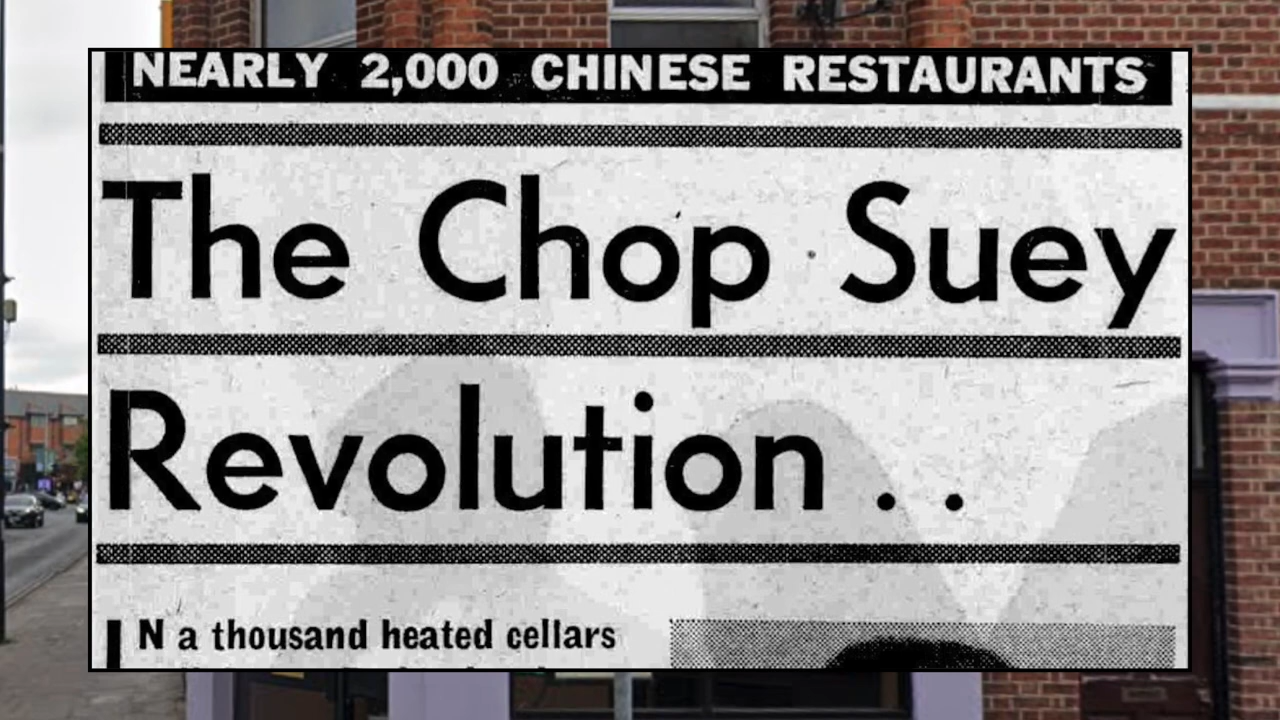 NEARLY 2,000 CHINESE RESTAURANTS
The Chop Suey
Revolution . .
IN a thousand heated cellars